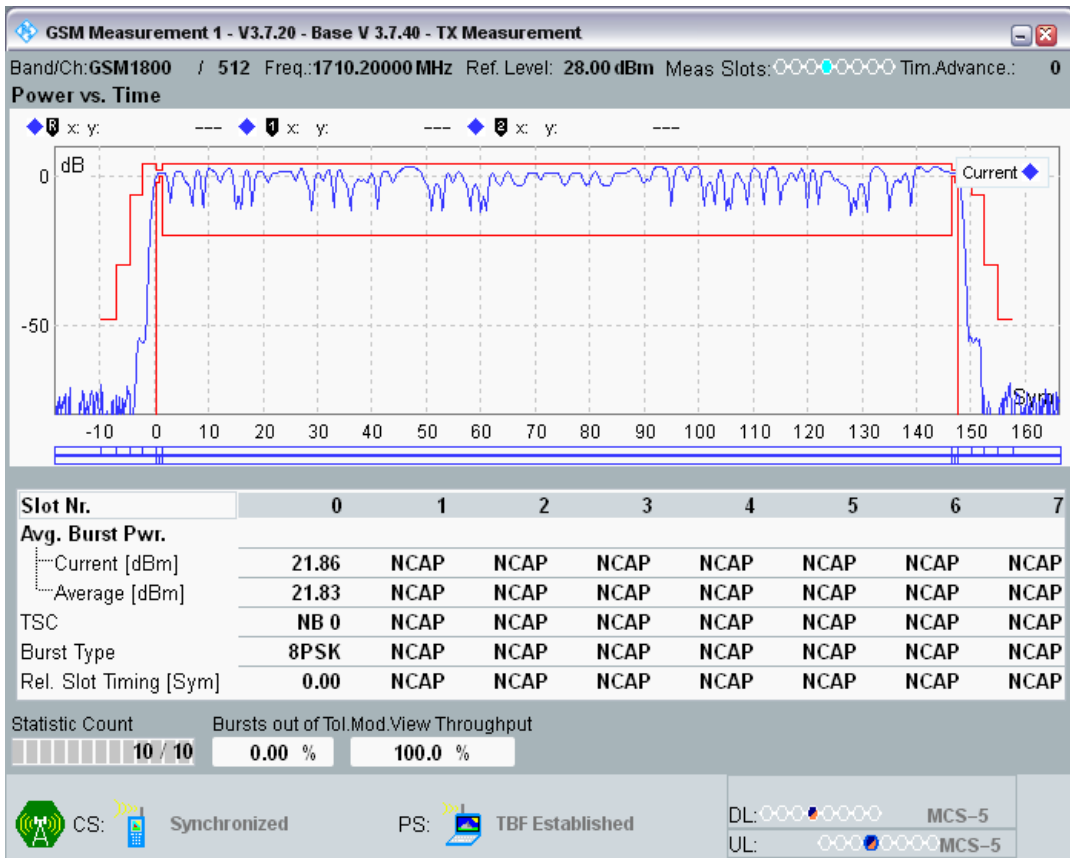 GSM Measurement 1 - V3.7.20 - Base V 3.7.40 - TX Measurement
Band/Ch:GSM1800 / 512 Freq.:1710.20000 MHz Ref. Level: 28.00 dBm Meas Slots: Tim.Advance.: 0
Power vs. Time
R x: y: --- 1 x: y: --- 2 x: y: ---
dB
Current
0
-50
Sym
-10 0 10 20 30 40 50 60 70 80 90 100 110 120 130 140 150 160
Slot Nr. 0 1 2 3 4 5 6 7
Avg. Burst Pwr.
Current [dBm] 21.86 NCAP NCAP NCAP NCAP NCAP NCAP NCAP
Average [dBm] 21.83 NCAP NCAP NCAP NCAP NCAP NCAP NCAP
TSC NB 0 NCAP NCAP NCAP NCAP NCAP NCAP NCAP
Burst Type 8PSK NCAP NCAP NCAP NCAP NCAP NCAP NCAP
Rel. Slot Timing [Sym] 0.00 NCAP NCAP NCAP NCAP NCAP NCAP NCAP
Statistic Count Bursts out of Tol.Mod.View Throughput
10 / 10 0.00 % 100.0 %
CS: Synchronized PS: TBF Established
DL: MCS-5
UL: MCS-5